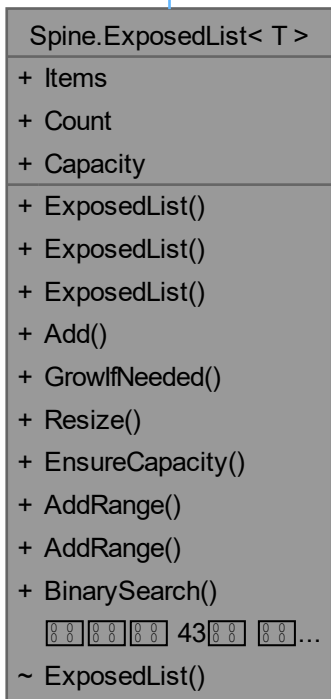 Spine.ExposedList< T >
+ Items
+ Count
+ Capacity
+ ExposedList()
+ ExposedList()
+ ExposedList()
+ Add()
+ GrowIfNeeded()
+ Resize()
+ EnsureCapacity()
+ AddRange()
+ AddRange()
+ BinarySearch()
43 ...
~ ExposedList()